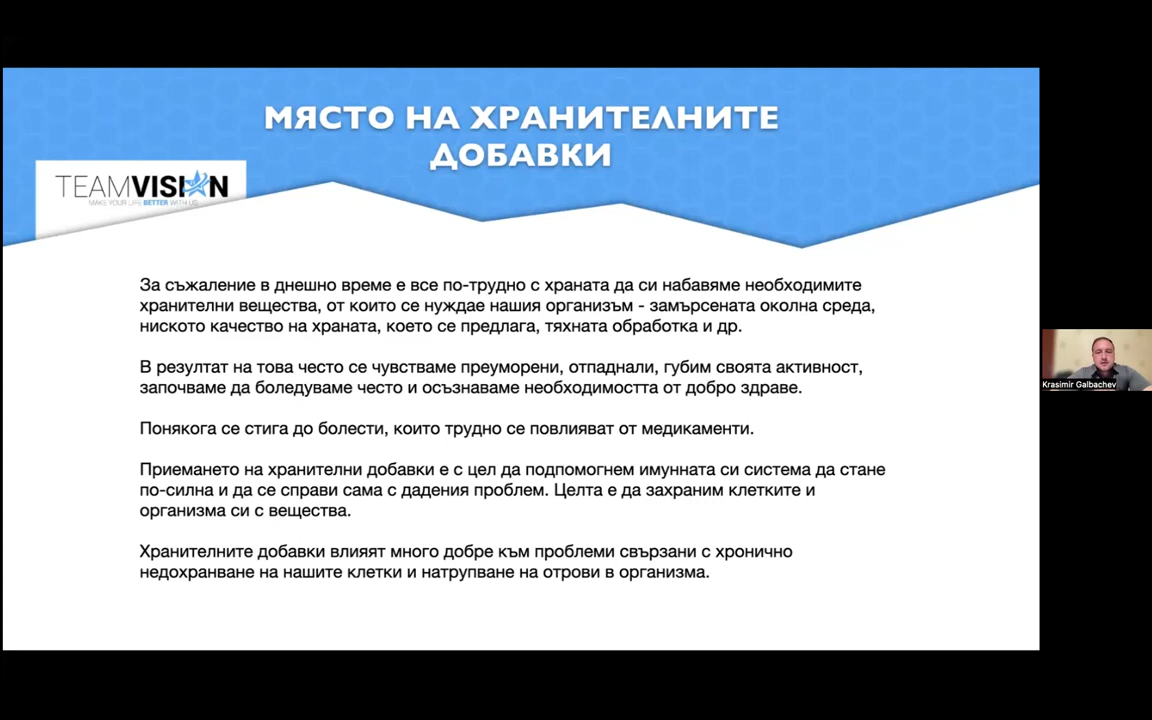 МЯСТО НА ХРАНИТЕЛНИТЕ
ДОБАВКИ
TEAMVISION
MAKE YOUR LIFE BETTER WITH US
За съжаление в днешно време е все по-трудно с храната да си набавяме необходимите
хранителни вещества, от които се нуждае нашия организъм - замърсената околна среда,
ниското качество на храната, което се предлага, тяхната обработка и др.
В резултат на това често се чувстваме преуморени, отпаднали, губим своята активност,
започваме да боледуваме често и осъзнаваме необходимостта от добро здраве.
Понякога се стига до болести, които трудно се повлияват от медикаменти.
Приемането на хранителни добавки е с цел да подпомогнем имунната си система да стане
по-силна и да се справи сама с дадения проблем. Целта е да захраним клетките и
организма си с вещества.
Хранителните добавки влияят много добре към проблеми свързани с хронично
недохранване на нашите клетки и натрупване на отрови в организма.
Krasimir Galbachev